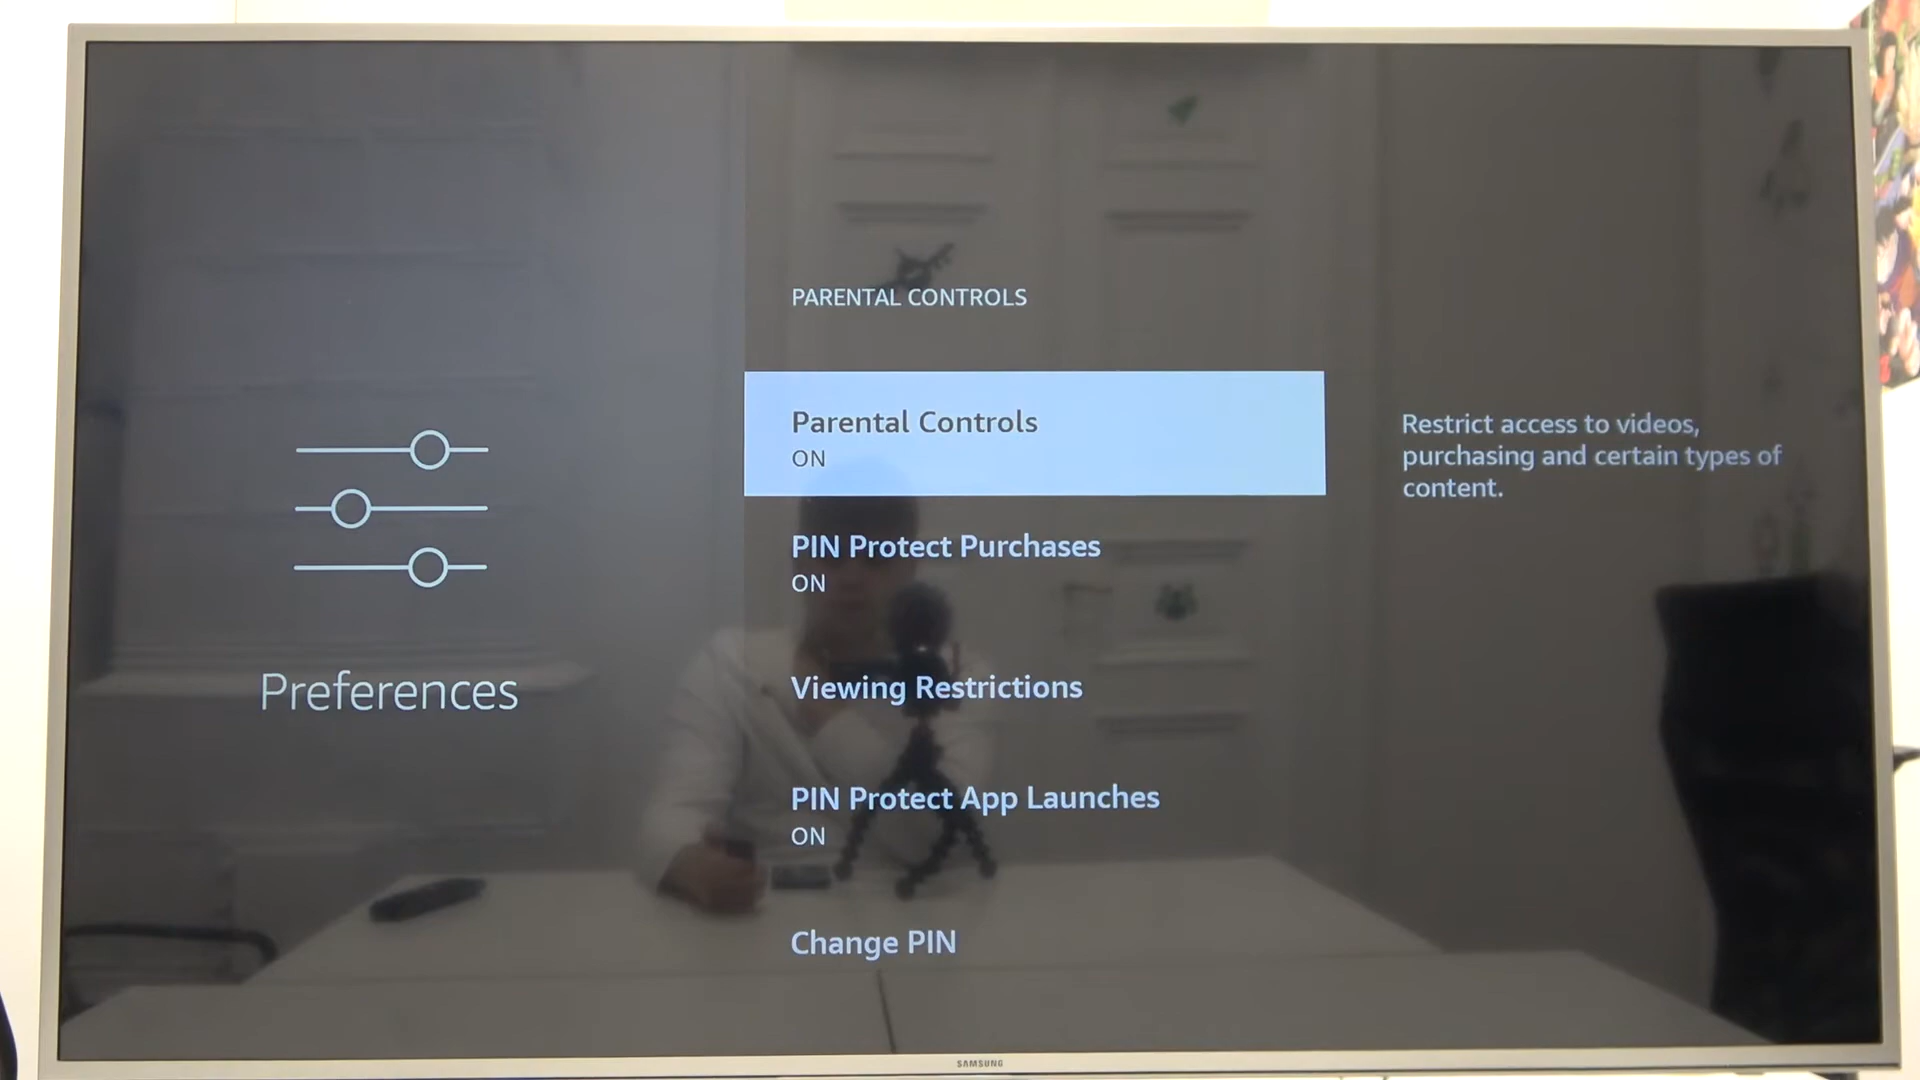 PARENTAL CONTROLS
Parental Controls
ON
Restrict access to videos,
purchasing and certain types of
content.
PIN Protect Purchases
ON
Viewing Restrictions
Preferences
PIN Protect App Launches
ON
Change PIN
SAMSUNG